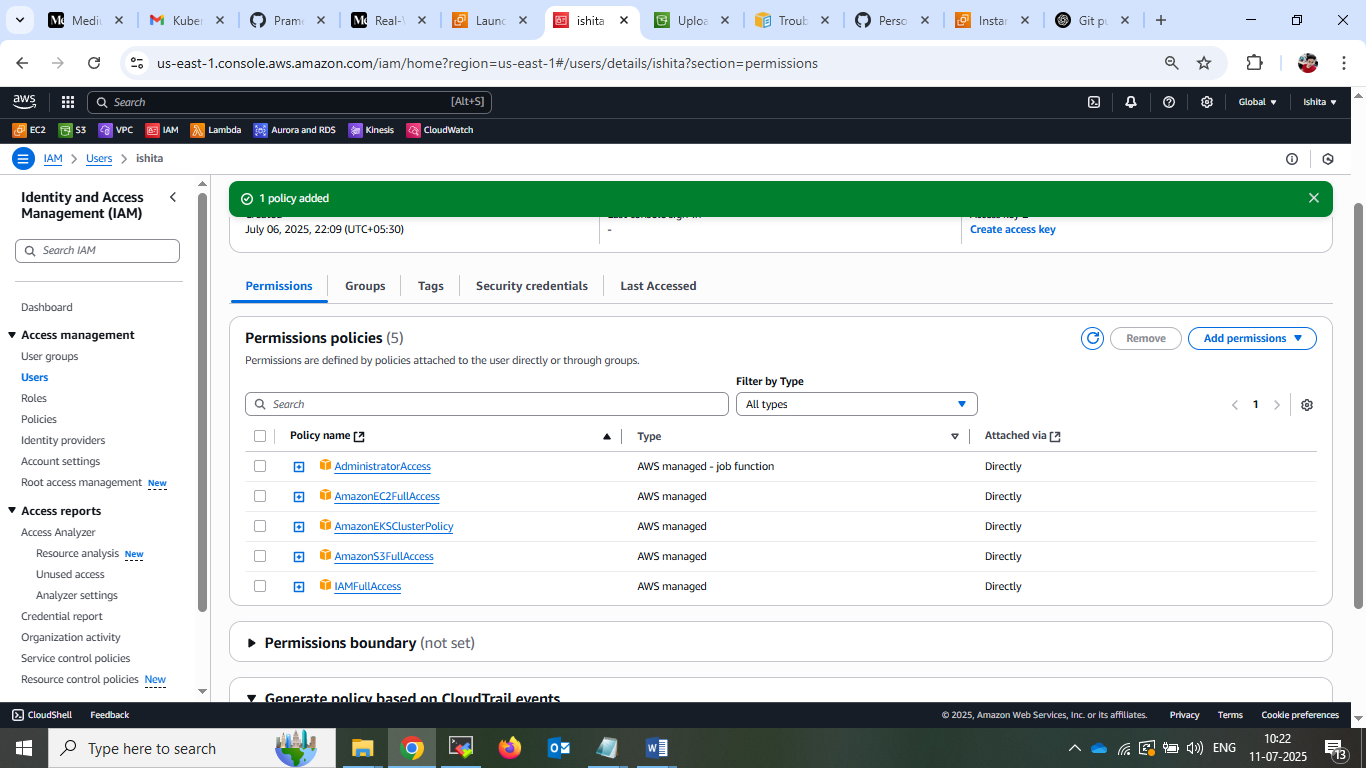 Medi
Kuber
Prame
Real-
Launc
ishita
Uploa
Troub
Perso
Instan
Git pu
us-east-1.console.aws.amazon.com/iam/home?region=us-east-1#/users/details/ishita?section=permissions
aws
Search [Alt+S]
Global
Ishita
EC2 S3 VPC IAM Lambda Aurora and RDS Kinesis CloudWatch
IAM > Users > ishita
Identity and Access Management (IAM)
Search IAM
Dashboard
Access management
User groups
Users
Roles
Policies
Identity providers
Account settings
Root access management New
Access reports
Access Analyzer
Resource analysis New
Unused access
Analyzer settings
Credential report
Organization activity
Service control policies
Resource control policies New
1 policy added
July 06, 2025, 22:09 (UTC+05:30)
-
Create access key
Permissions Groups Tags Security credentials Last Accessed
Permissions policies (5)
Remove
Add permissions
Permissions are defined by policies attached to the user directly or through groups.
Filter by Type
Search
All types
1
Policy name Type Attached via
AdministratorAccess AWS managed - job function Directly
AmazonEC2FullAccess AWS managed Directly
AmazonEKSClusterPolicy AWS managed Directly
AmazonS3FullAccess AWS managed Directly
IAMFullAccess AWS managed Directly
Permissions boundary (not set)
Generate policy based on CloudTrail events
CloudShell Feedback © 2025, Amazon Web Services, Inc. or its affiliates. Privacy Terms Cookie preferences
Type here to search
ENG
10:22
11-07-2025
13